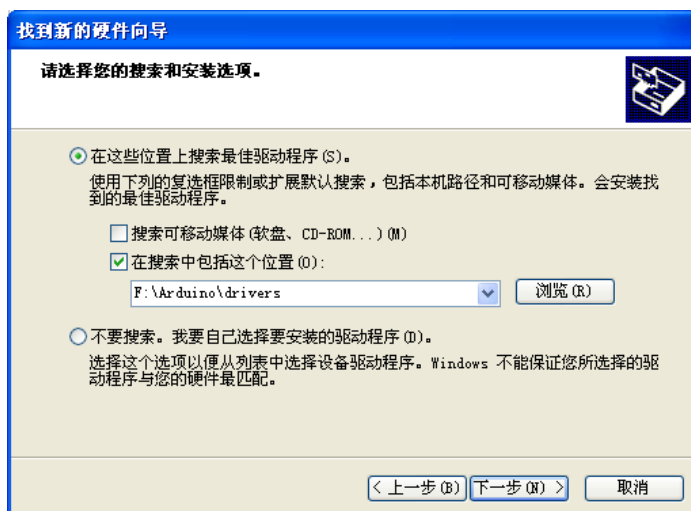 找到新的硬件向导
请选择您的搜索和安装选项。
在这些位置上搜索最佳驱动程序(S)。
使用下列的复选框限制或扩展默认搜索，包括本机路径和可移动媒体。会安装找
到的最佳驱动程序。
搜索可移动媒体(软盘、CD-ROM...)(M)
在搜索中包括这个位置(O):
F:\Arduino\drivers
浏览(R)
不要搜索。我要自己选择要安装的驱动程序(D)。
选择这个选项以便从列表中选择设备驱动程序。Windows 不能保证您所选择的驱
动程序与您的硬件最匹配。
< 上一步(B) 下一步(N) > 取消